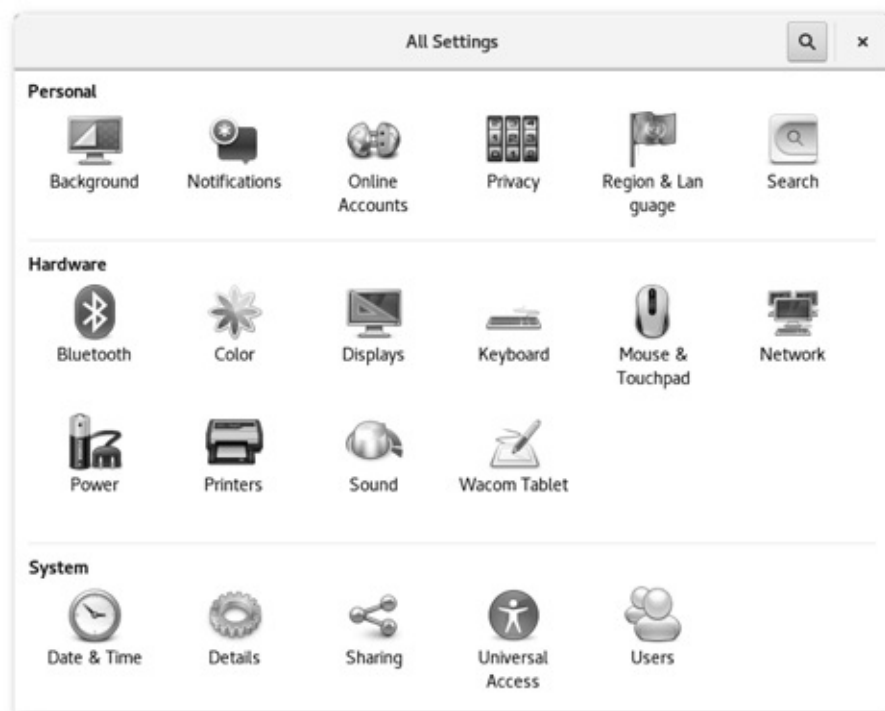 All Settings
Personal
Background
Notifications
Online
Accounts
Privacy
Region & Lan
guage
Search
Hardware
Bluetooth
Color
Displays
Keyboard
Mouse &
Touchpad
Network
Power
Printers
Sound
Wacom Tablet
System
Date & Time
Details
Sharing
Universal
Access
Users